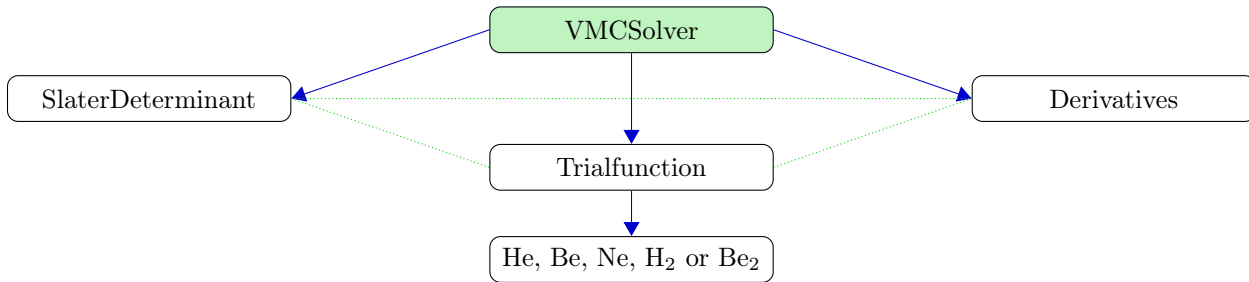 VMCSolver
SlaterDeterminant
Derivatives
Trialfunction
He, Be, Ne, H₂ or Be₂